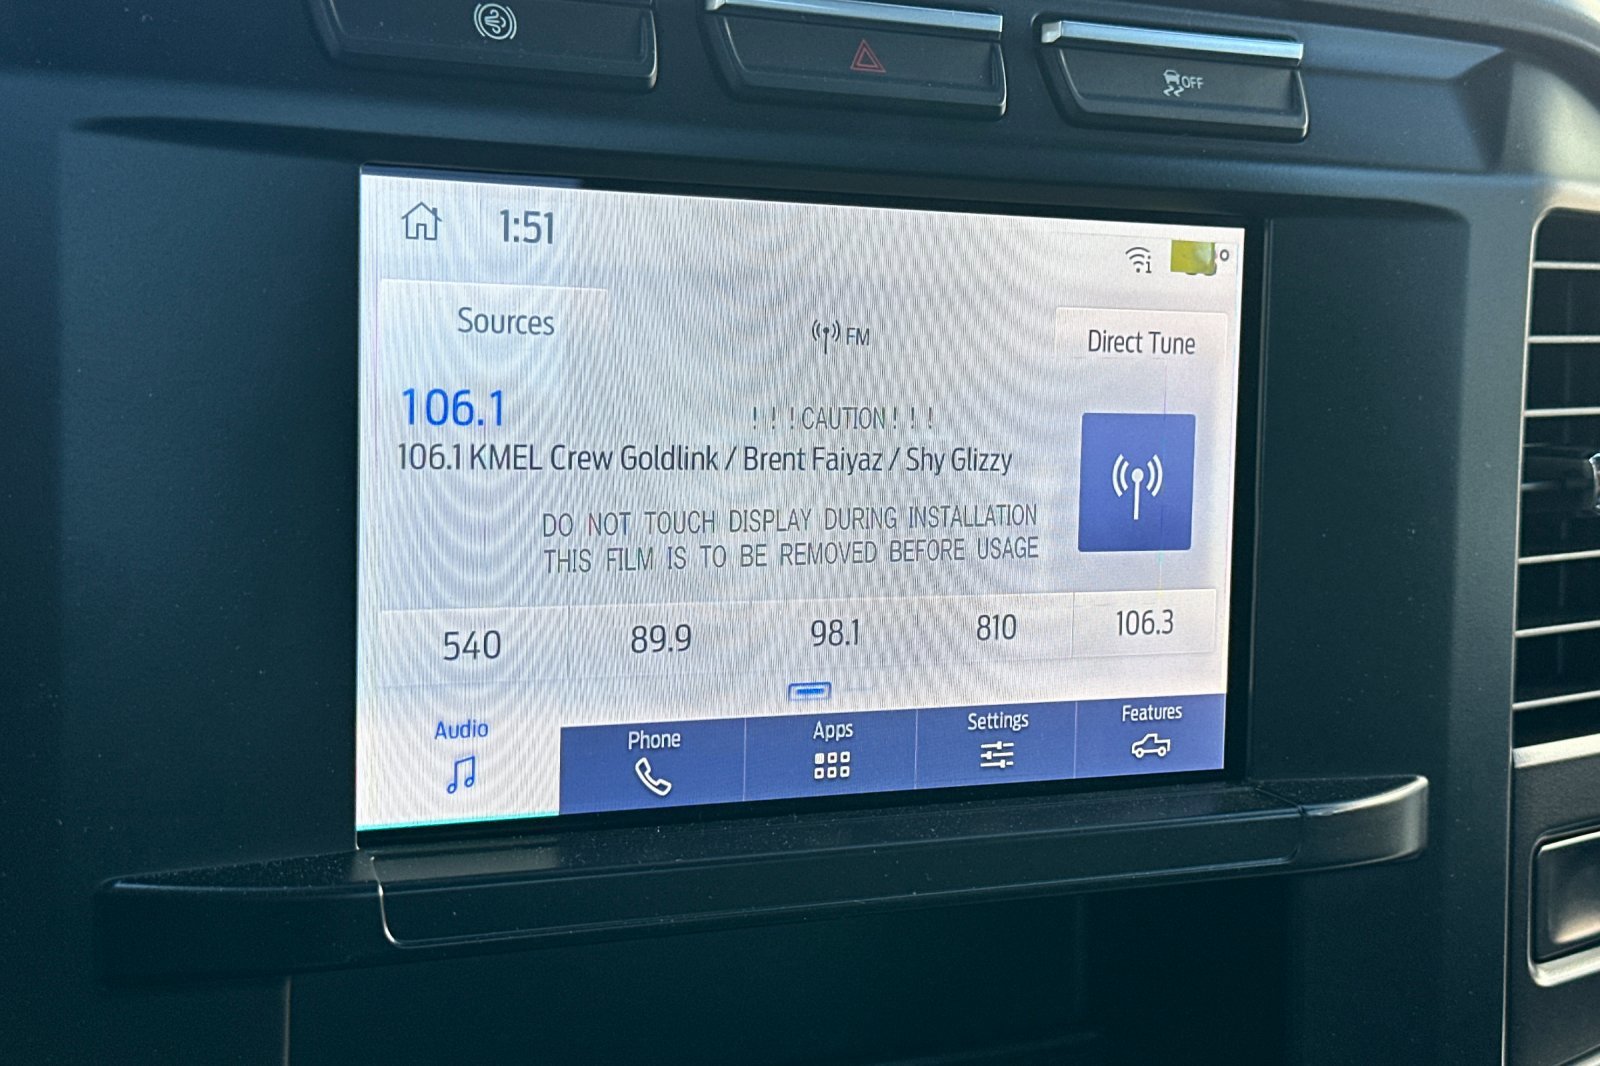 OFF
1:51
Sources
FM
Direct Tune
106.1
! ! ! CAUTION ! ! !
106.1 KMEL Crew Goldlink / Brent Faiyaz / Shy Glizzy
DO NOT TOUCH DISPLAY DURING INSTALLATION
THIS FILM IS TO BE REMOVED BEFORE USAGE
540 89.9 98.1 810 106.3
Audio Phone Apps Settings Features